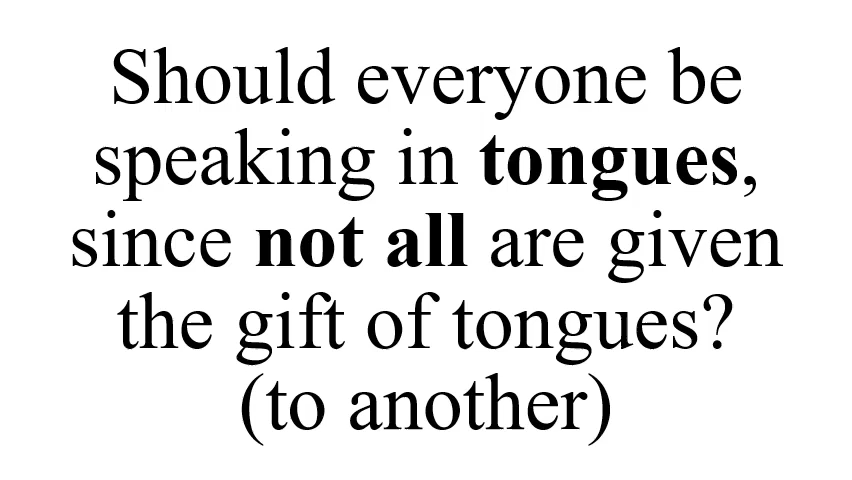 Should everyone be
speaking in tongues,
since not all are given
the gift of tongues?
(to another)